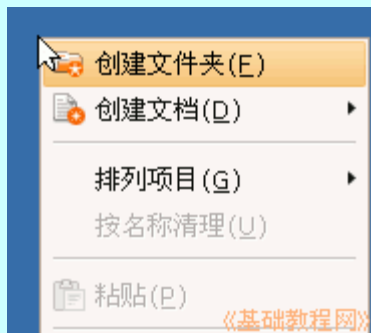 创建文件夹(F)
创建文档(D)
排列项目(G)
按名称清理(U)
粘贴(P)
《基础教程网》